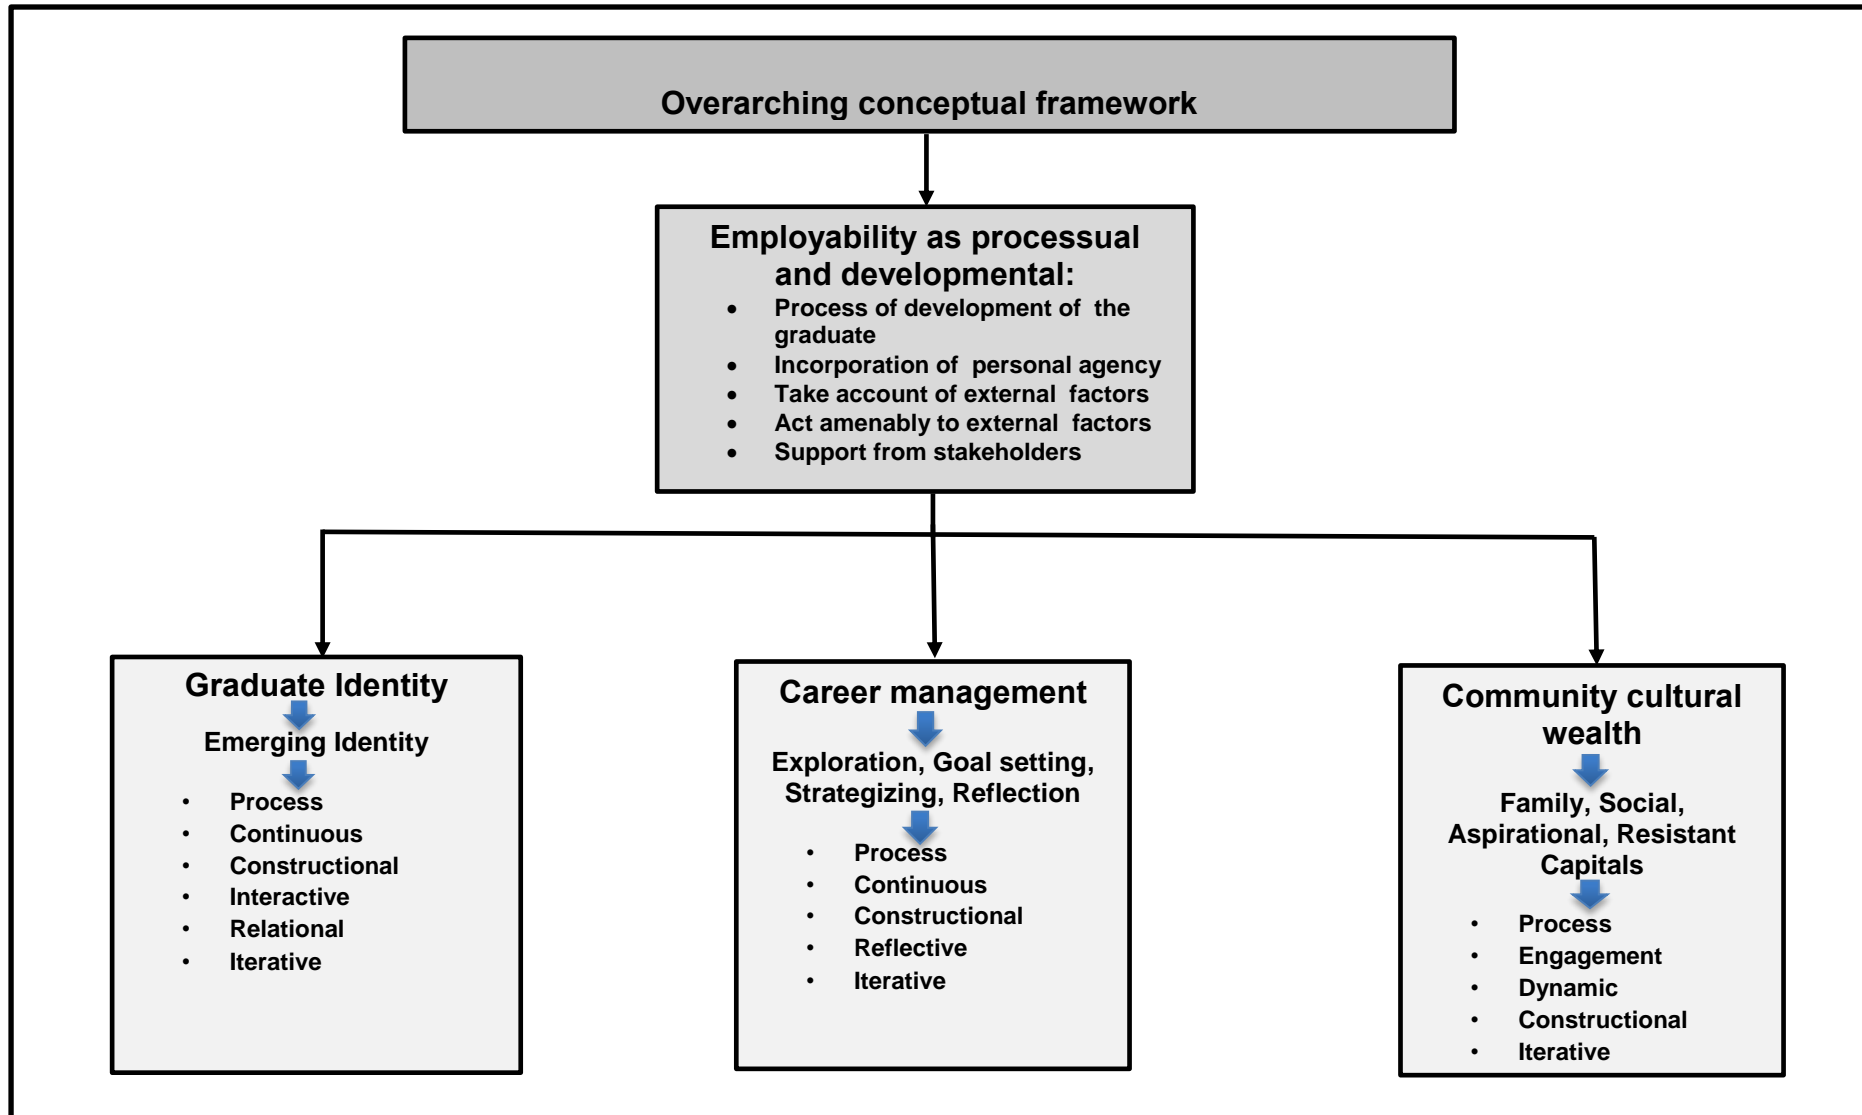 Overarching conceptual framework
Employability as processual
and developmental:
• Process of development of the
graduate
• Incorporation of personal agency
• Take account of external factors
• Act amenably to external factors
• Support from stakeholders
Graduate Identity
Emerging Identity
• Process
• Continuous
• Constructional
• Interactive
• Relational
• Iterative
Career management
Exploration, Goal setting,
Strategizing, Reflection
• Process
• Continuous
• Constructional
• Reflective
• Iterative
Community cultural
wealth
Family, Social,
Aspirational, Resistant
Capitals
• Process
• Engagement
• Dynamic
• Constructional
• Iterative